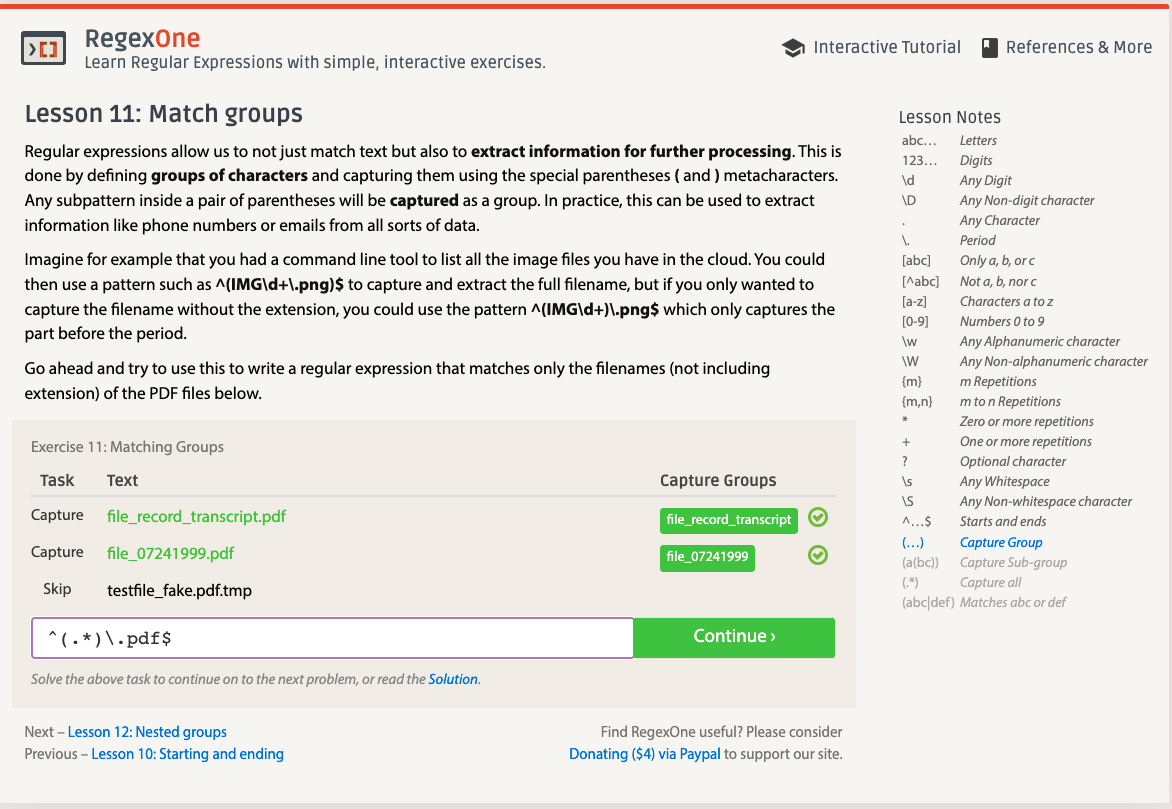 RegexOne
Learn Regular Expressions with simple, interactive exercises.
Interactive Tutorial
References & More
Lesson 11: Match groups
Regular expressions allow us to not just match text but also to extract information for further processing. This is
done by defining groups of characters and capturing them using the special parentheses ( and ) metacharacters.
Any subpattern inside a pair of parentheses will be captured as a group. In practice, this can be used to extract
information like phone numbers or emails from all sorts of data.
Imagine for example that you had a command line tool to list all the image files you have in the cloud. You could
then use a pattern such as ^(IMG\d+\.png)$ to capture and extract the full filename, but if you only wanted to
capture the filename without the extension, you could use the pattern ^(IMG\d+)\.png$ which only captures the
part before the period.
Go ahead and try to use this to write a regular expression that matches only the filenames (not including
extension) of the PDF files below.
Exercise 11: Matching Groups
Task Text Capture Groups
Capture file_record_transcript.pdf file_record_transcript
Capture file_07241999.pdf file_07241999
Skip testfile_fake.pdf.tmp
^(.*)\.pdf$
Continue ›
Solve the above task to continue on to the next problem, or read the Solution.
Next – Lesson 12: Nested groups
Previous – Lesson 10: Starting and ending
Find RegexOne useful? Please consider
Donating ($4) via Paypal to support our site.
Lesson Notes
abc… Letters
123… Digits
\d Any Digit
\D Any Non-digit character
. Any Character
\. Period
[abc] Only a, b, or c
[^abc] Not a, b, nor c
[a-z] Characters a to z
[0-9] Numbers 0 to 9
\w Any Alphanumeric character
\W Any Non-alphanumeric character
{m} m Repetitions
{m,n} m to n Repetitions
* Zero or more repetitions
+ One or more repetitions
? Optional character
\s Any Whitespace
\S Any Non-whitespace character
^…$ Starts and ends
(…) Capture Group
(a(bc)) Capture Sub-group
(.*) Capture all
(abc|def) Matches abc or def